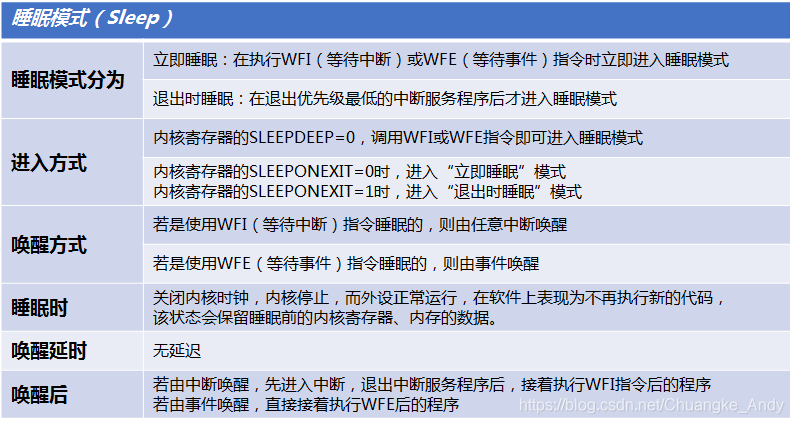 睡眠模式（Sleep）
睡眠模式分为
立即睡眠：在执行WFI（等待中断）或WFE（等待事件）指令时立即进入睡眠模式
退出时睡眠：在退出优先级最低的中断服务程序后才进入睡眠模式
进入方式
内核寄存器的SLEEPDEEP=0，调用WFI或WFE指令即可进入睡眠模式
内核寄存器的SLEEPONEXIT=0时，进入“立即睡眠”模式
内核寄存器的SLEEPONEXIT=1时，进入“退出时睡眠”模式
唤醒方式
若是使用WFI（等待中断）指令睡眠的，则由任意中断唤醒
若是使用WFE（等待事件）指令睡眠的，则由事件唤醒
睡眠时
关闭内核时钟，内核停止，而外设正常运行，在软件上表现为不再执行新的代码，
该状态会保留睡眠前的内核寄存器、内存的数据。
唤醒延时
无延迟
唤醒后
若由中断唤醒，先进入中断，退出中断服务程序后，接着执行WFI指令后的程序
若由事件唤醒，直接接着执行WFE后的程序
https://blog.csdn.net/Chuangke_Andy